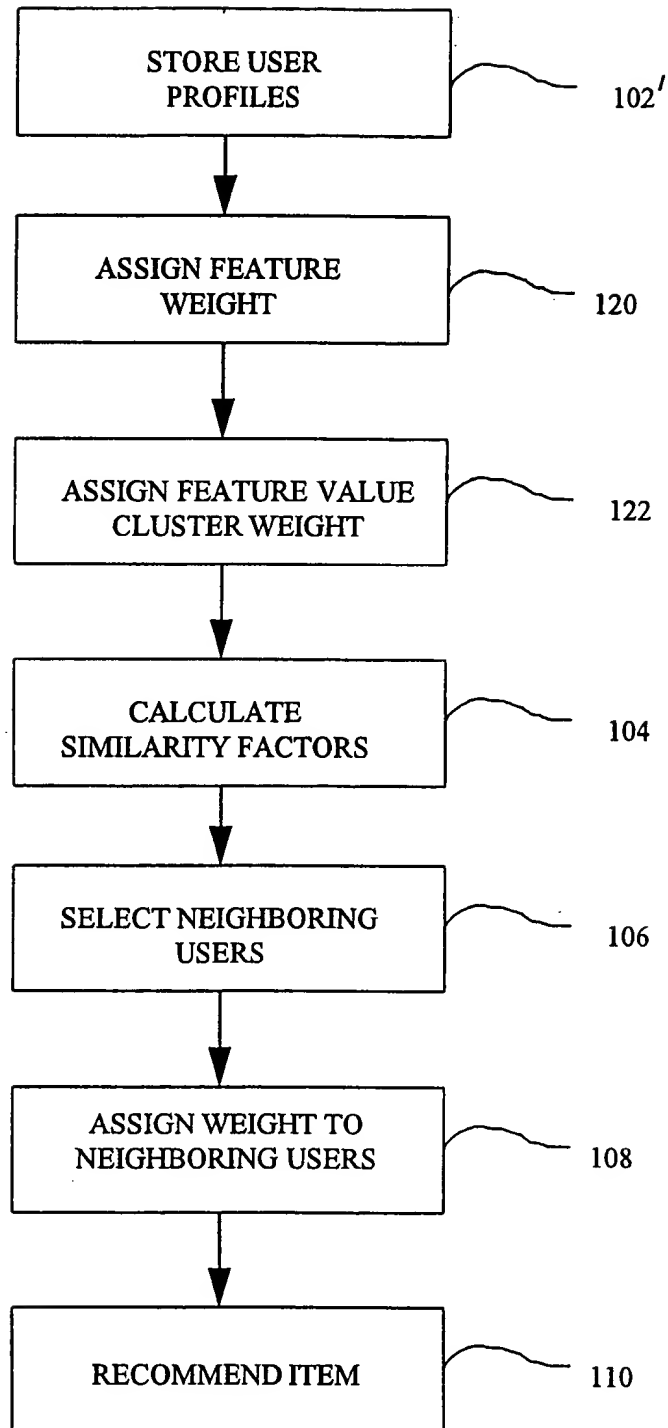 STORE USER
PROFILES
102'
ASSIGN FEATURE
WEIGHT
120
ASSIGN FEATURE VALUE
CLUSTER WEIGHT
122
CALCULATE
SIMILARITY FACTORS
104
SELECT NEIGHBORING
USERS
106
ASSIGN WEIGHT TO
NEIGHBORING USERS
108
RECOMMEND ITEM
110